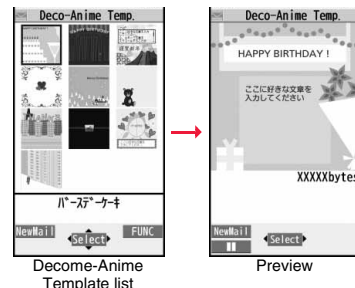 Deco-Anime Temp.
ﾊﾞｰｽﾃﾞｰｹｰｷ
NewMail
Select
FUNC
Decome-Anime
Template list
Deco-Anime Temp.
HAPPY BIRTHDAY !
ここに好きな文章を
入力してください
XXXXXbytes
NewMail
Select
Preview